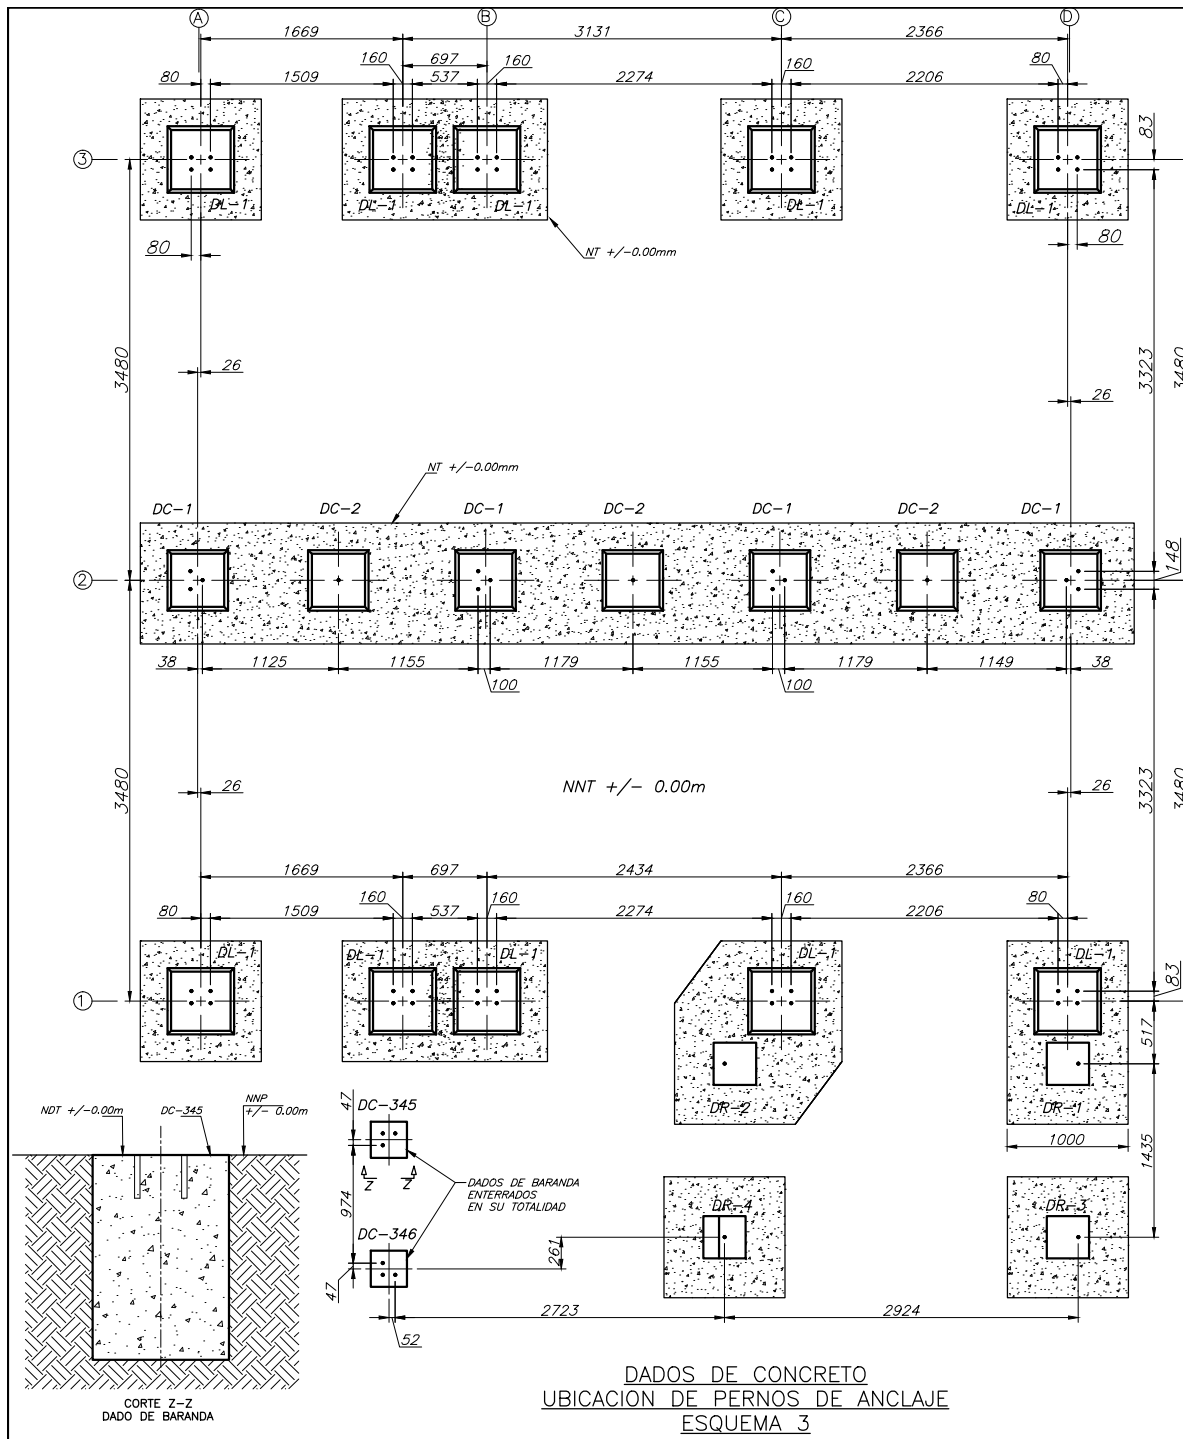 A B C D
1669 3131 2366
160 697 160 160 80
80 1509 537 2274 2206
83
3
DL-1 DL-1 DL-1 DL-1 DL-1
NT +/-0.00mm
80 80
3480 3323 3480
26 26
NT +/-0.00mm
DC-1 DC-2 DC-1 DC-2 DC-1 DC-2 DC-1
2
148
38 1125 1155 1179 1155 1179 1149 38
100 100
26 26
NNT +/- 0.00m
3480 3323 3480
1669 697 2434 2366
160 160 160 80
80 1509 537 2274 2206
DL-1 DL-1 DL-1 DL-1 DL-1
83
1
517
DR-2 DR-1
1000
1435
NDT +/-0.00m
DC-345
NNP
+/- 0.00m
47
DC-345
Z Z
974
DADOS DE BARANDA
ENTERRADOS
EN SU TOTALIDAD
DC-346
47
52
DR-4 DR-3
261
2723 2924
CORTE Z-Z
DADO DE BARANDA
DADOS DE CONCRETO
UBICACION DE PERNOS DE ANCLAJE
ESQUEMA 3